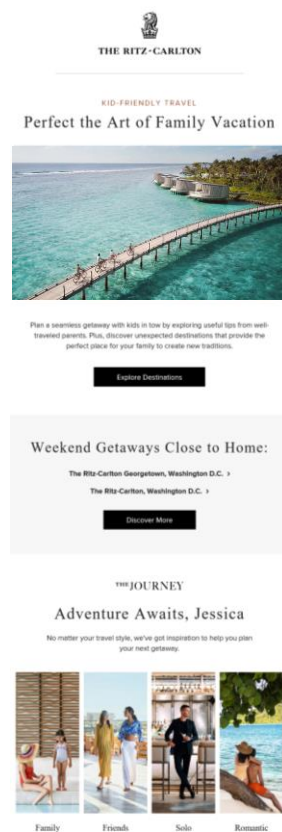 THE RITZ-CARLTON
KID-FRIENDLY TRAVEL
Perfect the Art of Family Vacation
Plan a seamless getaway with kids in tow by exploring useful tips from well-
traveled parents. Plus, discover unexpected destinations that provide the
perfect place for your family to create new traditions.
Explore Destinations
Weekend Getaways Close to Home:
The Ritz-Carlton Georgetown, Washington D.C. >
The Ritz-Carlton, Washington D.C. >
Discover More
THE JOURNEY
Adventure Awaits, Jessica
No matter your travel style, we've got inspiration to help you plan
your next getaway.
Family Friends Solo Romantic